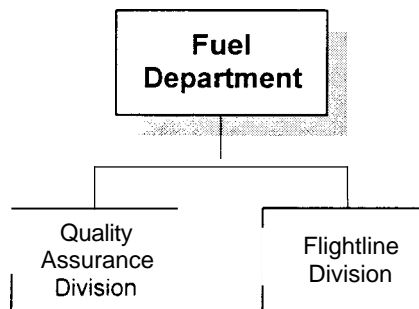 Fuel
Department
Quality
Assurance
Division
Flightline
Division